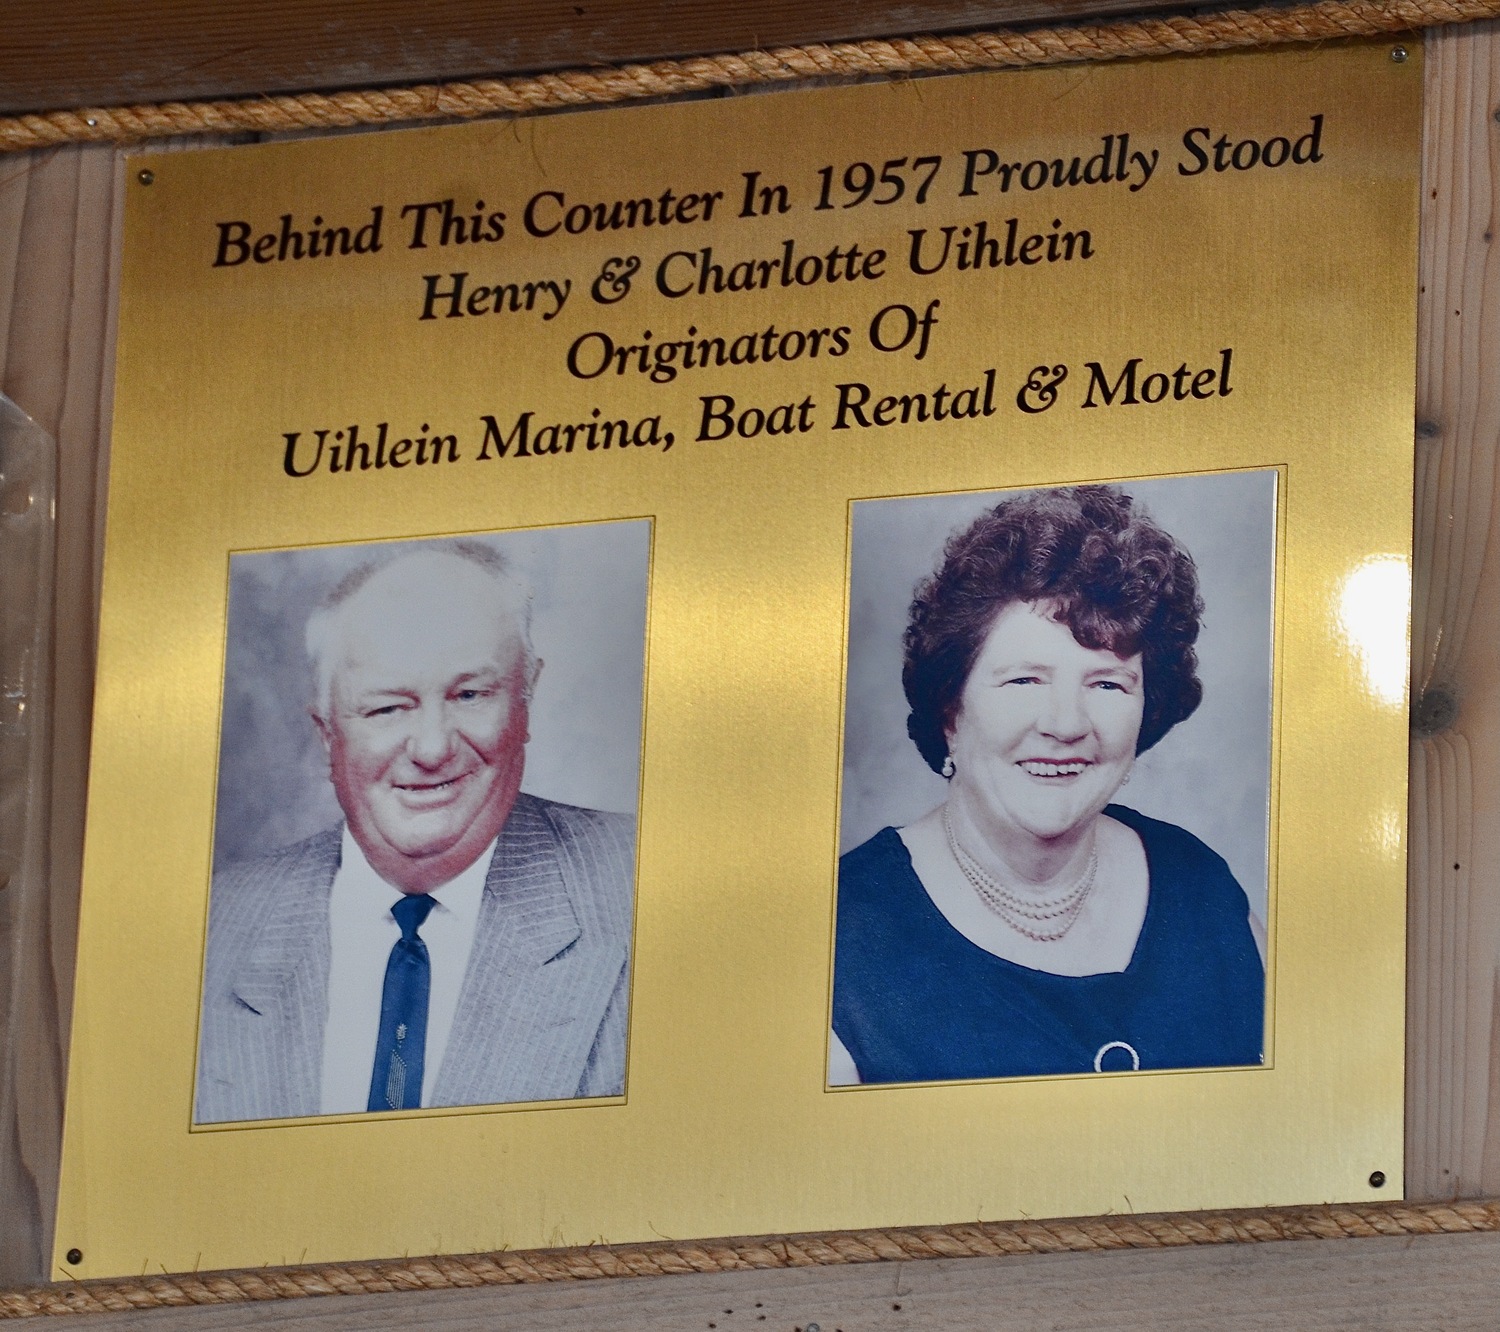 Behind This Counter In 1957 Proudly Stood
Henry & Charlotte Uihlein
Originators Of
Uihlein Marina, Boat Rental & Motel